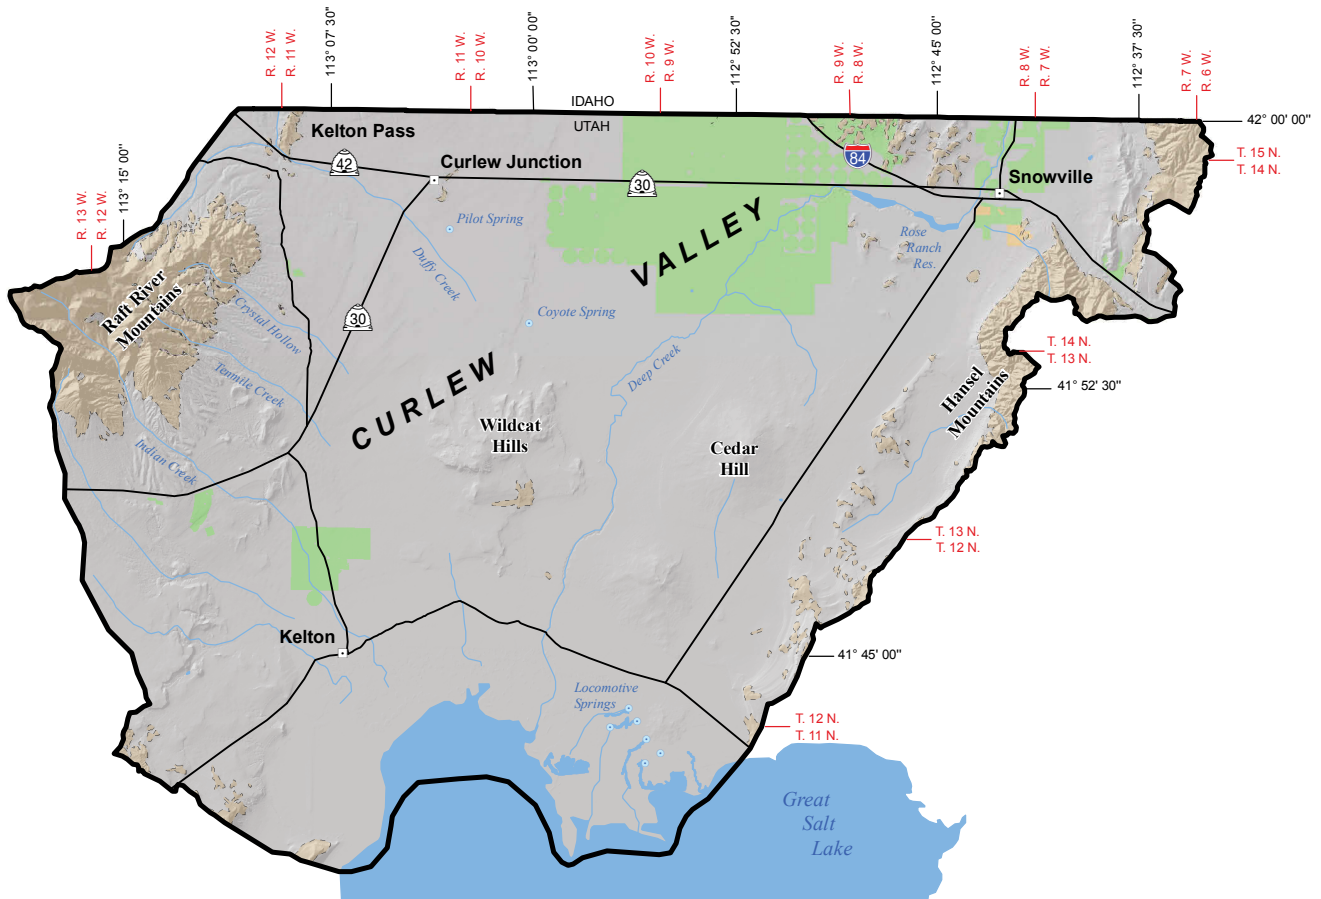 R. 12 W.
R. 11 W.
113° 07' 30"
R. 11 W.
R. 10 W.
113° 00' 00"
R. 10 W.
R. 9 W.
112° 52' 30"
R. 9 W.
R. 8 W.
112° 45' 00"
R. 8 W.
R. 7 W.
112° 37' 30"
R. 7 W.
R. 6 W.
IDAHO
UTAH
42° 00' 00"
Kelton Pass
42
Curlew Junction
30
84
Snowville
T. 15 N.
T. 14 N.
R. 13 W.
R. 12 W.
113° 15' 00"
Pilot Spring
Duffy Creek
VALLEY
Rose
Ranch
Res.
Raft River
Mountains
Crystal Hollow
30
Coyote Spring
Tenmile Creek
Deep Creek
T. 14 N.
T. 13 N.
41° 52' 30"
Hansel
Mountains
CURLEW
Wildcat
Hills
Cedar
Hill
Indian Creek
T. 13 N.
T. 12 N.
Kelton
41° 45' 00"
Locomotive
Springs
T. 12 N.
T. 11 N.
Great
Salt
Lake